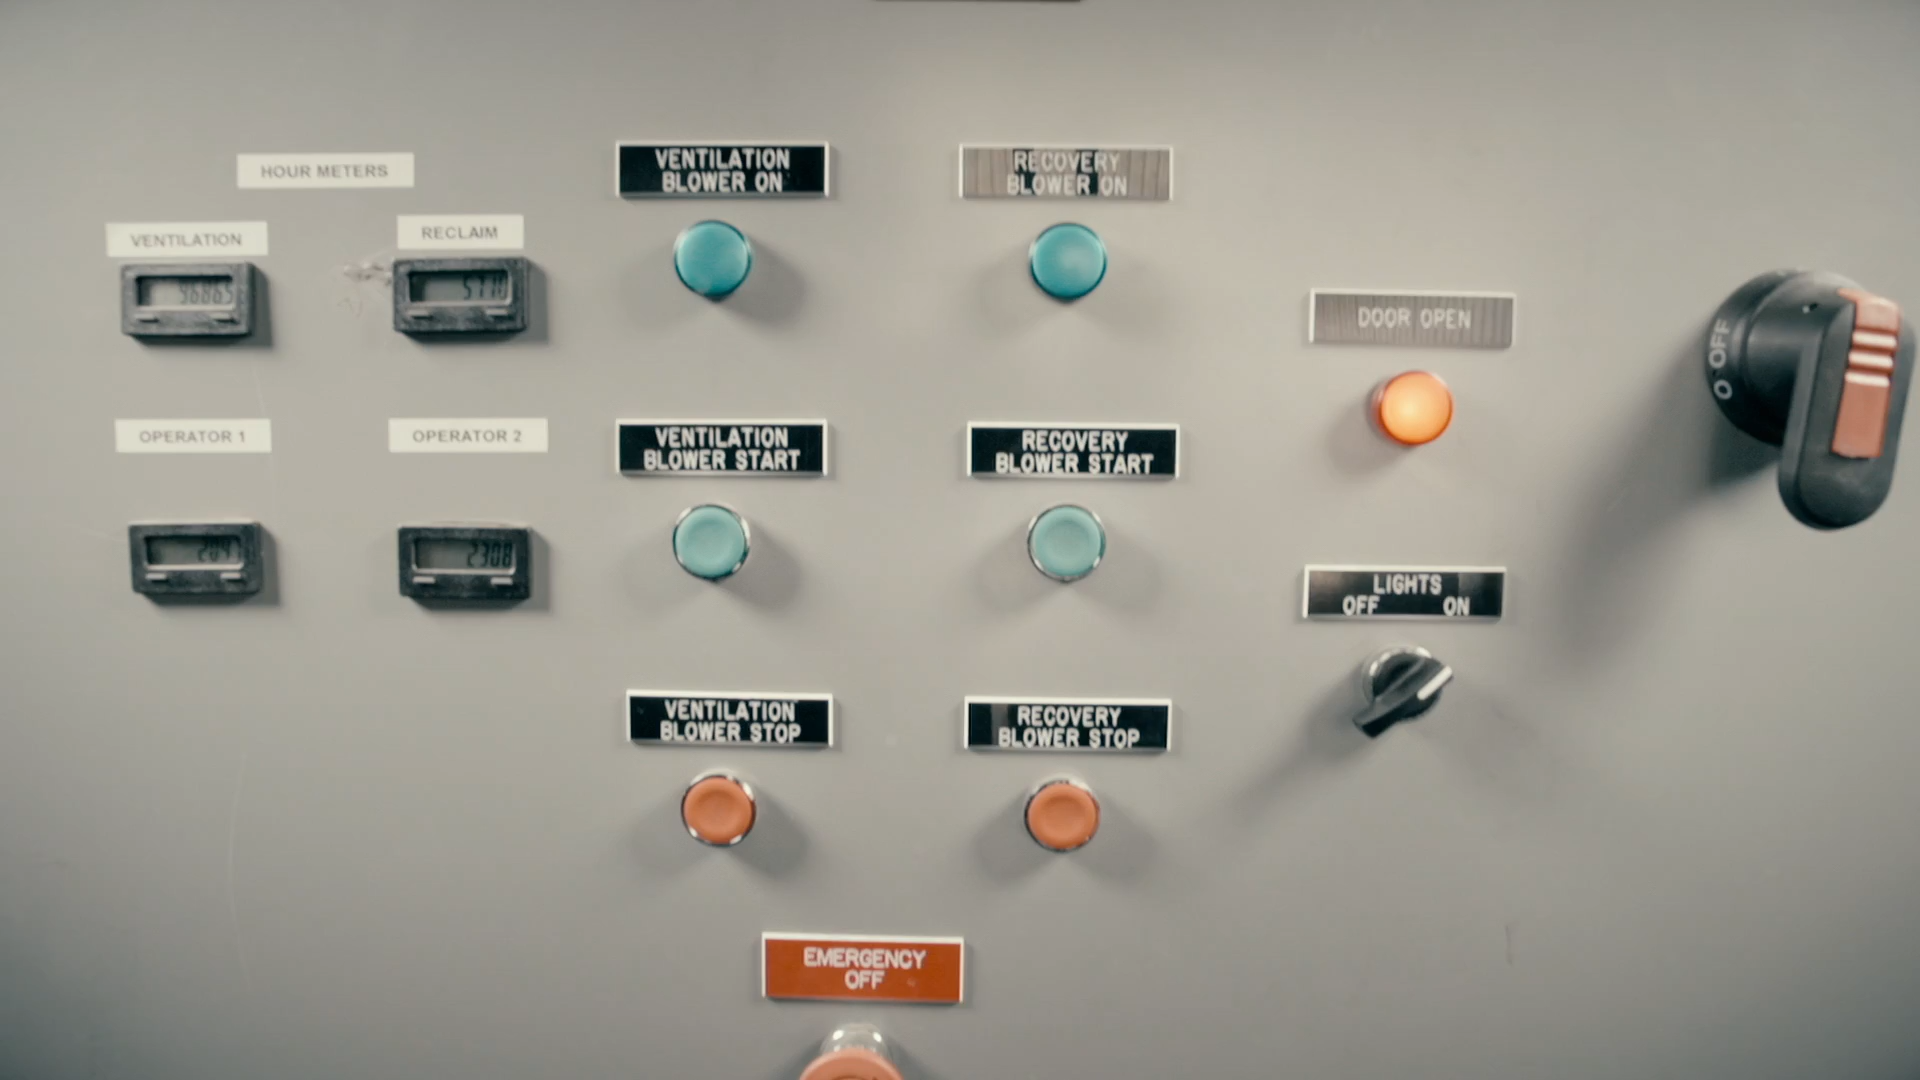 HOUR METERS
VENTILATION
RECLAIM
OPERATOR 1
OPERATOR 2
2308
VENTILATION
BLOWER ON
RECOVERY
BLOWER ON
VENTILATION
BLOWER START
RECOVERY
BLOWER START
VENTILATION
BLOWER STOP
RECOVERY
BLOWER STOP
DOOR OPEN
LIGHTS
OFF ON
O OFF
EMERGENCY
OFF